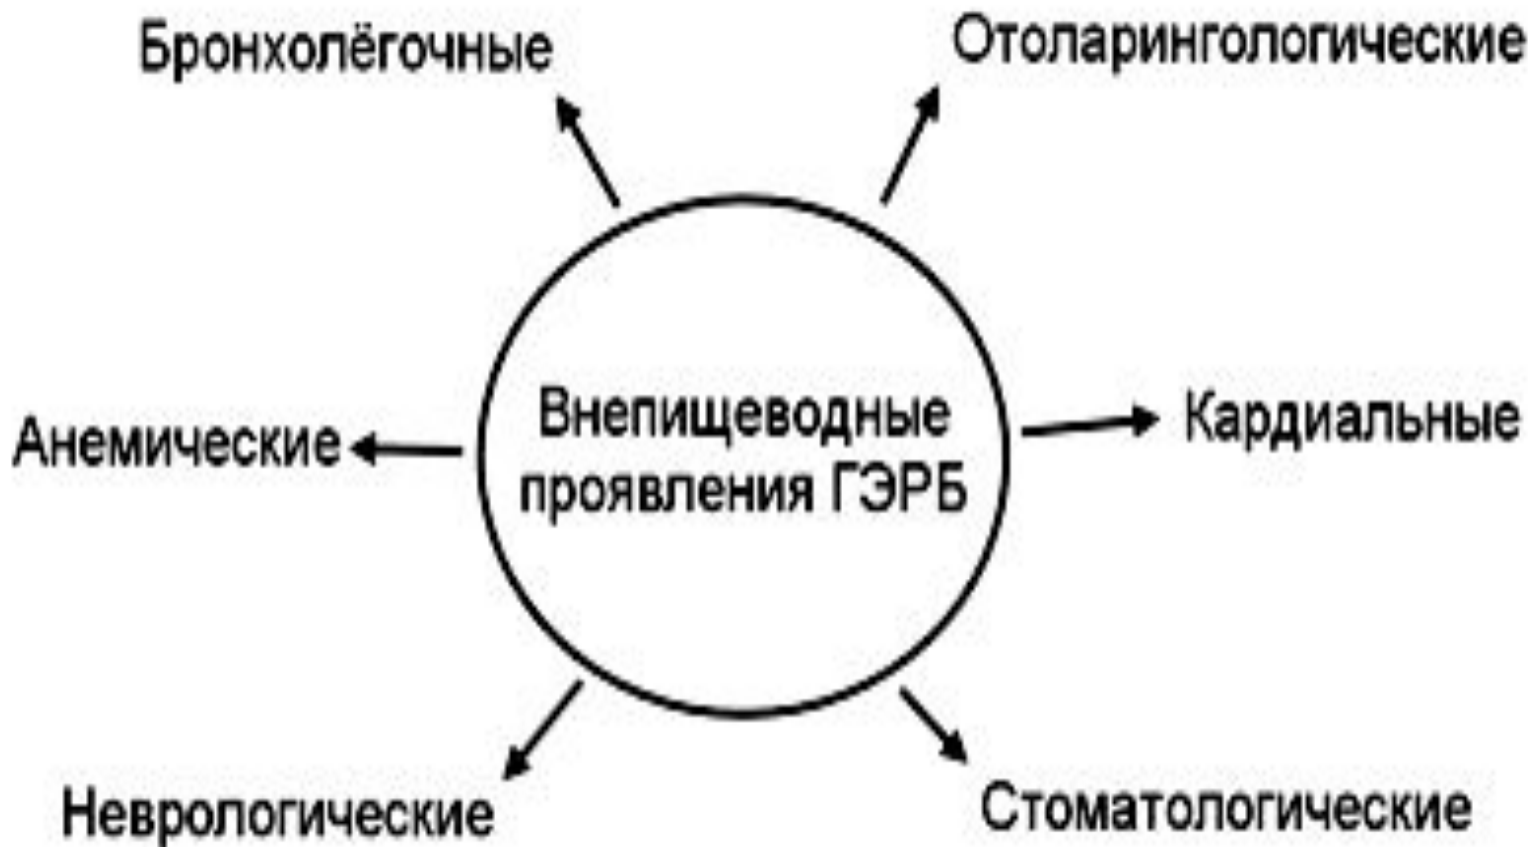 Бронхолёгочные
Отоларингологические
Анемические
Внепищеводные
проявления ГЭРБ
Кардиальные
Неврологические
Стоматологические